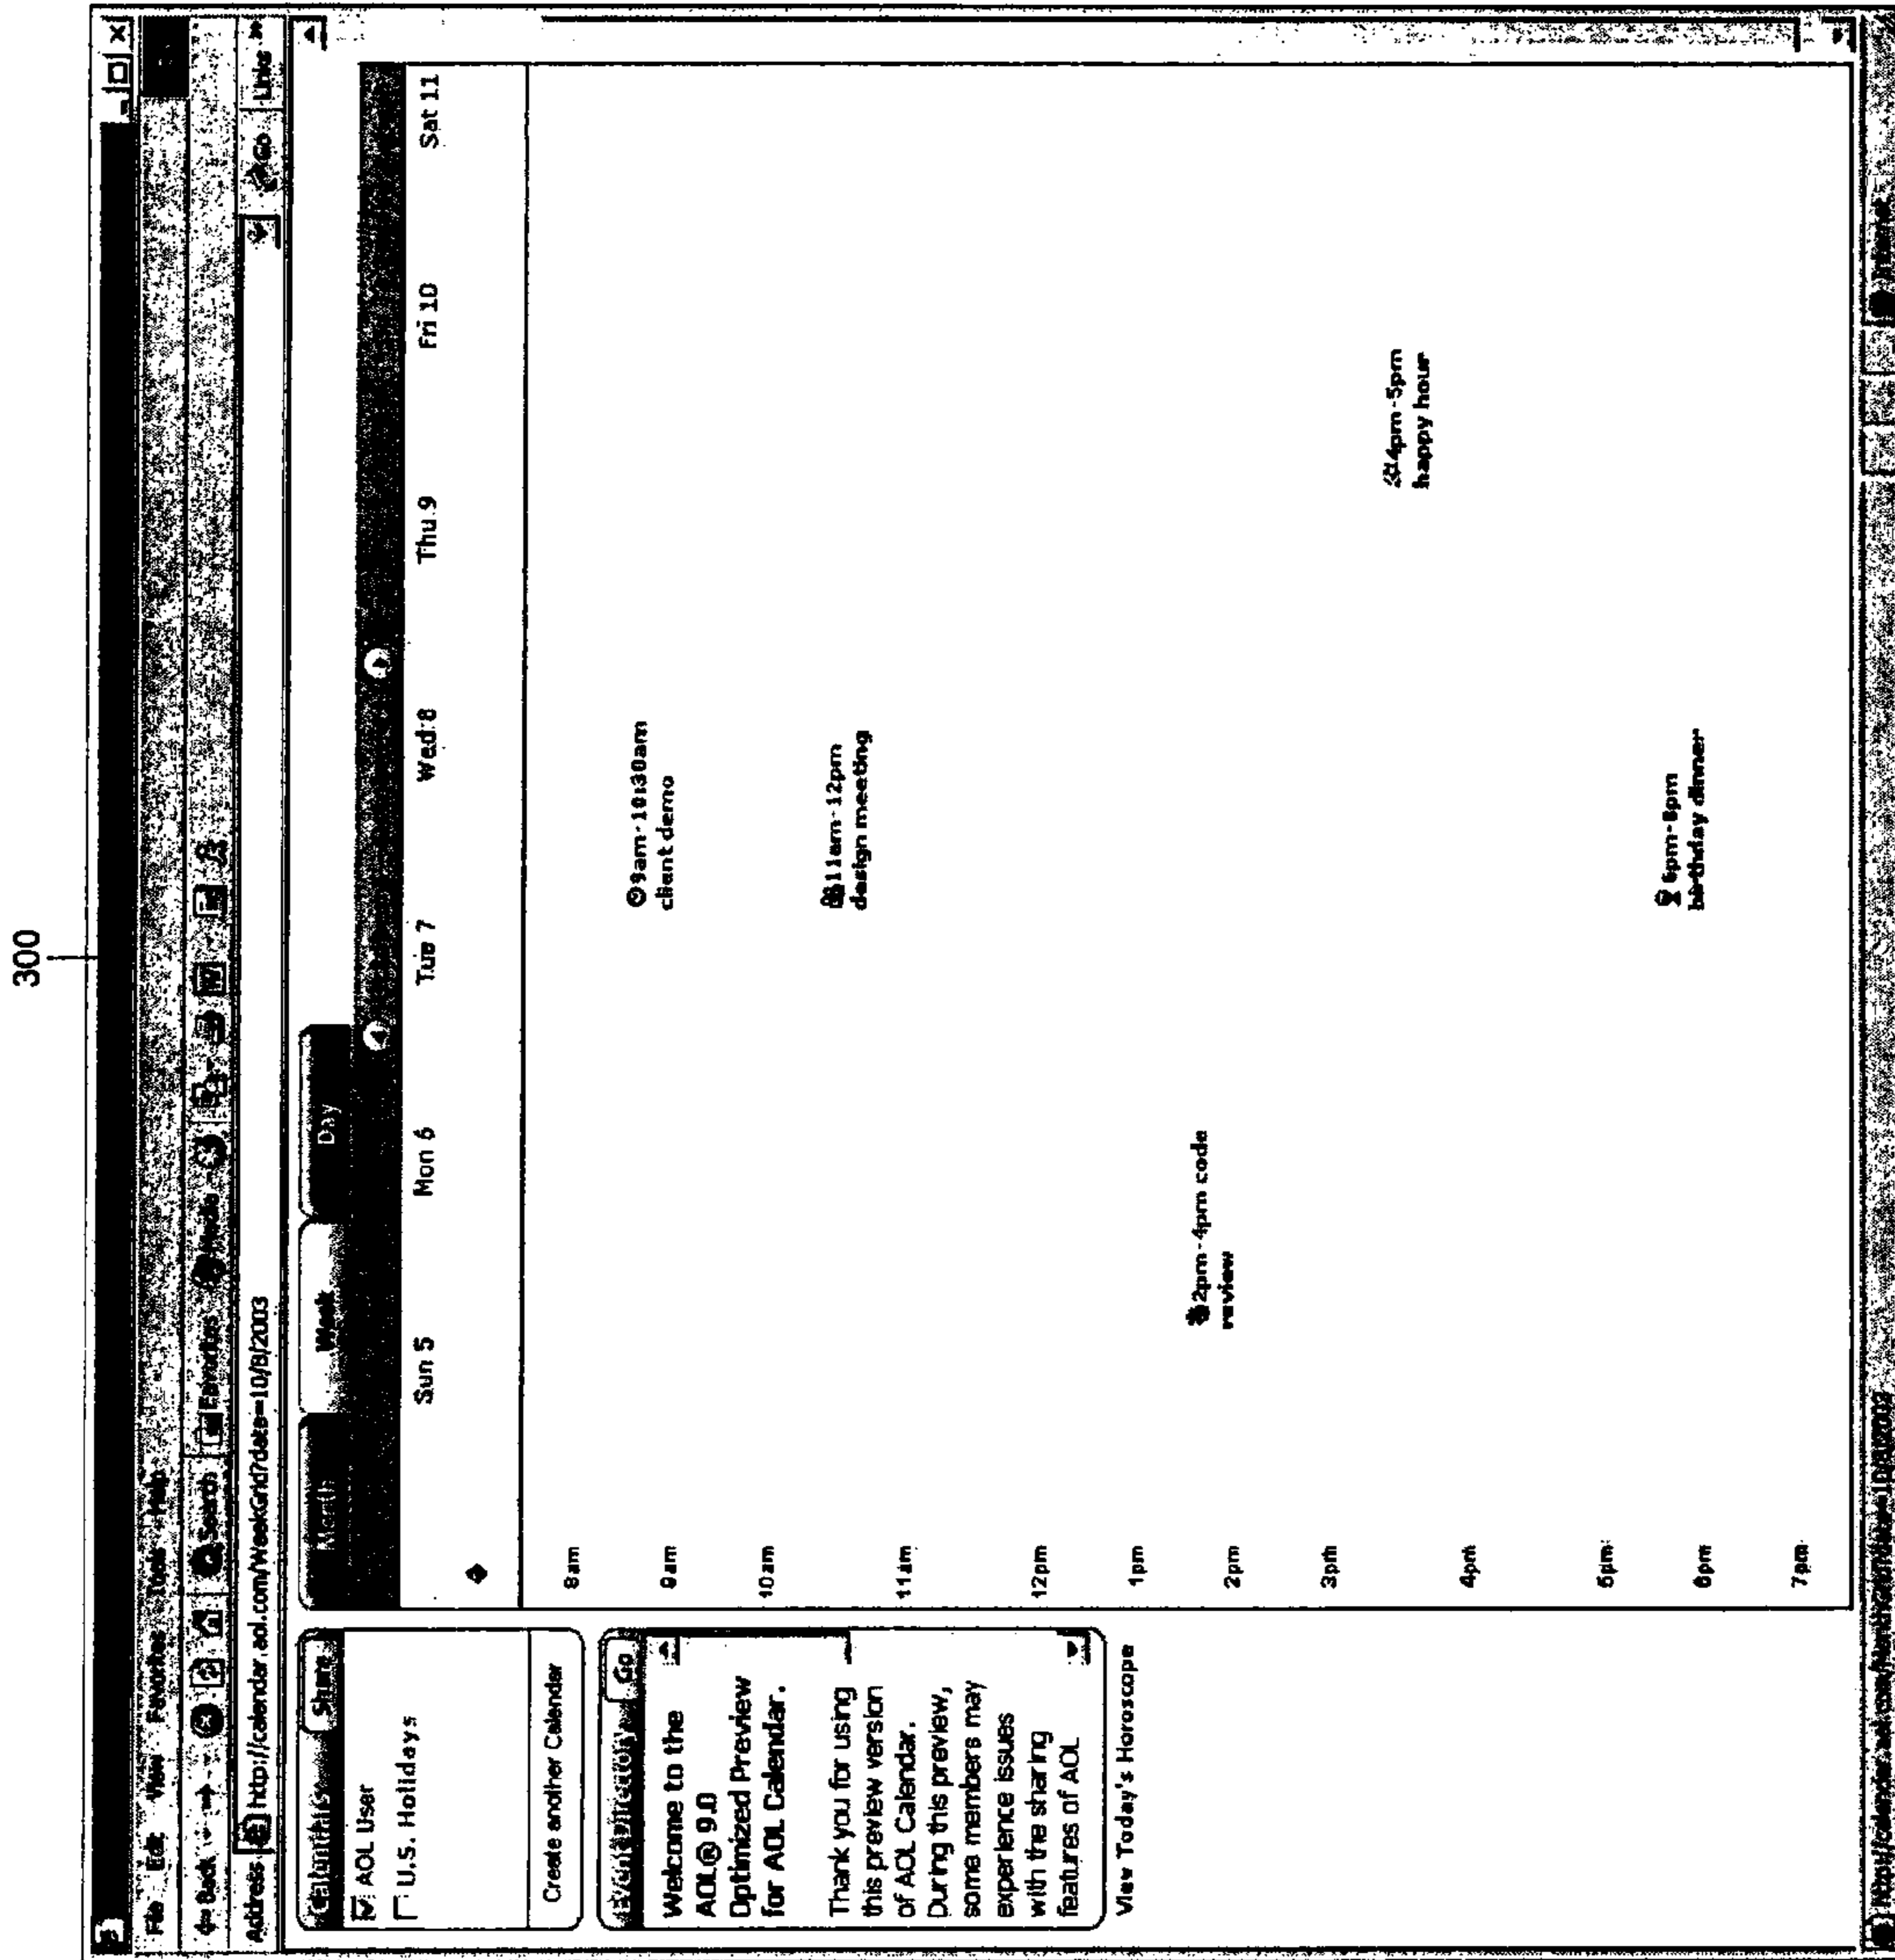 300
File Edit View Favorites Tools Help
Back Search Favorites Media
Address http://calendar.aol.com/WeekGrid?date=10/8/2003 Go Links »
Calendars Share
AOL User
U.S. Holidays
Create another Calendar
Event Directory Go
Welcome to the
AOL® 9.0
Optimized Preview
for AOL Calendar.
Thank you for using
this preview version
of AOL Calendar.
During this preview,
some members may
experience issues
with the sharing
features of AOL
View Today's Horoscope
Month Week Day
Sun 5 Mon 6 Tue 7 Wed 8 Thu 9 Fri 10 Sat 11
8am
9am
10am
11am
12pm
1pm
2pm
3pm
4pm
5pm
6pm
7pm
9am-10:30am
client demo
11am-12pm
design meeting
2pm-4pm code
review
4pm-5pm
happy hour
6pm-8pm
birthday dinner
Internet